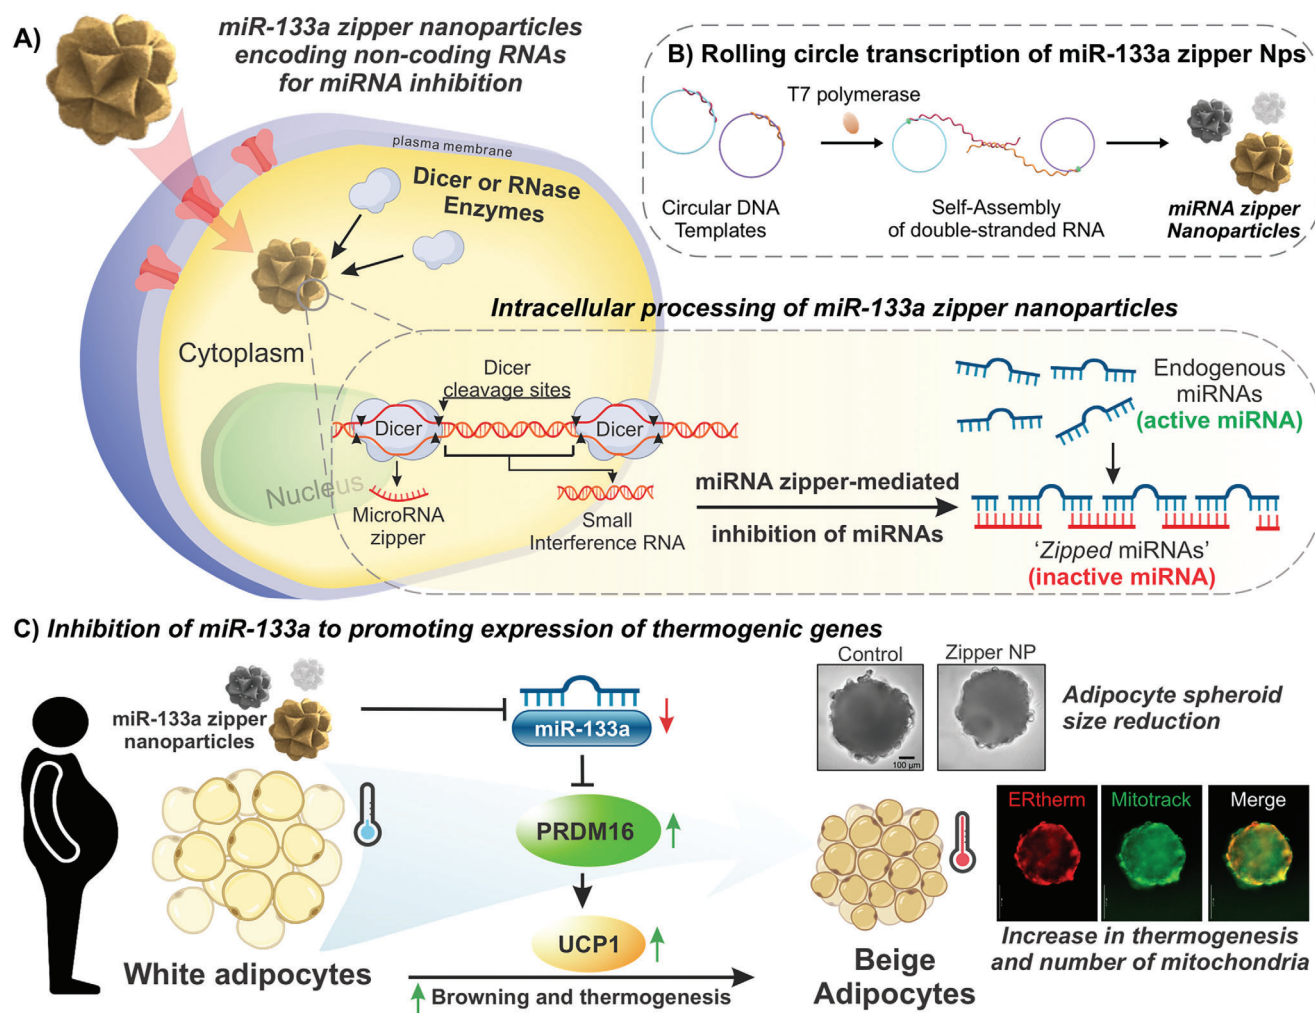 A)
miR-133a zipper nanoparticles
encoding non-coding RNAs
for miRNA inhibition
plasma membrane
Dicer or RNase
Enzymes
Cytoplasm
Nucleus
B) Rolling circle transcription of miR-133a zipper Nps
T7 polymerase
Circular DNA
Templates
Self-Assembly
of double-stranded RNA
miRNA zipper
Nanoparticles
Intracellular processing of miR-133a zipper nanoparticles
Dicer
cleavage sites
Dicer
Dicer
MicroRNA
zipper
Small
Interference RNA
miRNA zipper-mediated
inhibition of miRNAs
Endogenous
miRNAs
(active miRNA)
'Zipped miRNAs'
(inactive miRNA)
C) Inhibition of miR-133a to promoting expression of thermogenic genes
miR-133a zipper
nanoparticles
miR-133a
PRDM16
UCP1
White adipocytes
Browning and thermogenesis
Beige
Adipocytes
Control
Zipper NP
100 µm
Adipocyte spheroid
size reduction
ERtherm
Mitotrack
Merge
Increase in thermogenesis
and number of mitochondria